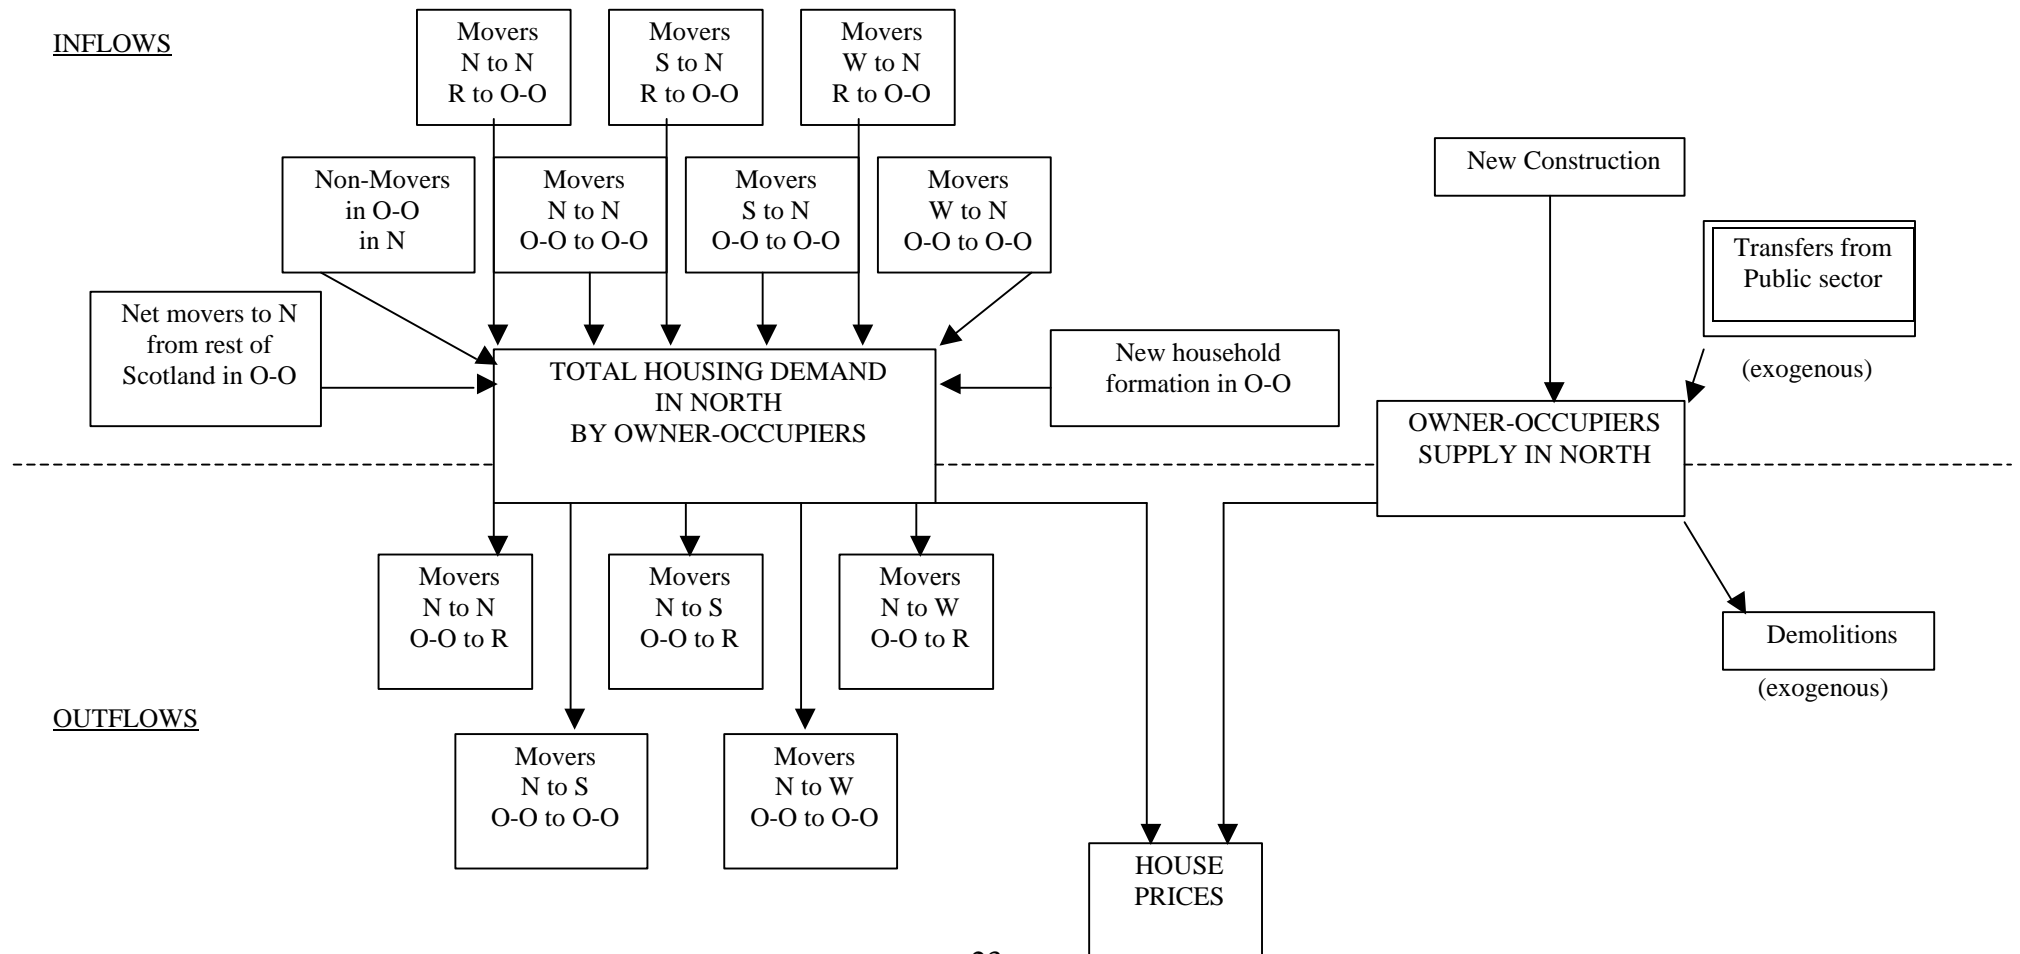 INFLOWS
Movers
N to N
R to O-O
Movers
S to N
R to O-O
Movers
W to N
R to O-O
New Construction
Non-Movers
in O-O
in N
Movers
N to N
O-O to O-O
Movers
S to N
O-O to O-O
Movers
W to N
O-O to O-O
Transfers from
Public sector
(exogenous)
Net movers to N
from rest of
Scotland in O-O
TOTAL HOUSING DEMAND
IN NORTH
BY OWNER-OCCUPIERS
New household
formation in O-O
OWNER-OCCUPIERS
SUPPLY IN NORTH
Movers
N to N
O-O to R
Movers
N to S
O-O to R
Movers
N to W
O-O to R
Demolitions
(exogenous)
OUTFLOWS
Movers
N to S
O-O to O-O
Movers
N to W
O-O to O-O
HOUSE
PRICES